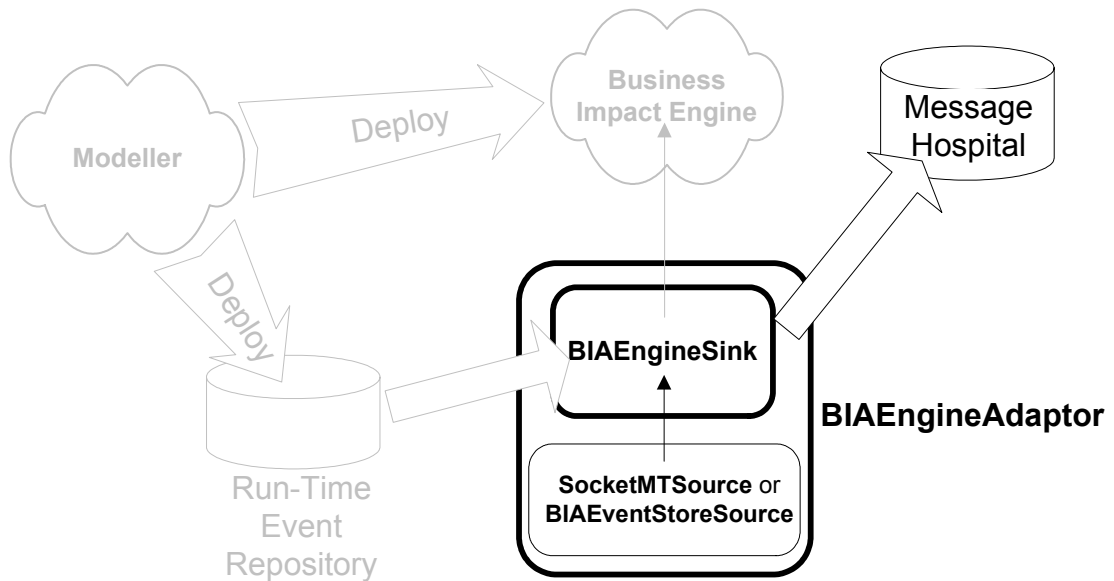 Business
Impact Engine
Message
Hospital
Deploy
Modeller
Deploy
BIAEngineSink
BIAEngineAdaptor
SocketMTSource or
BIAEventStoreSource
Run-Time
Event
Repository